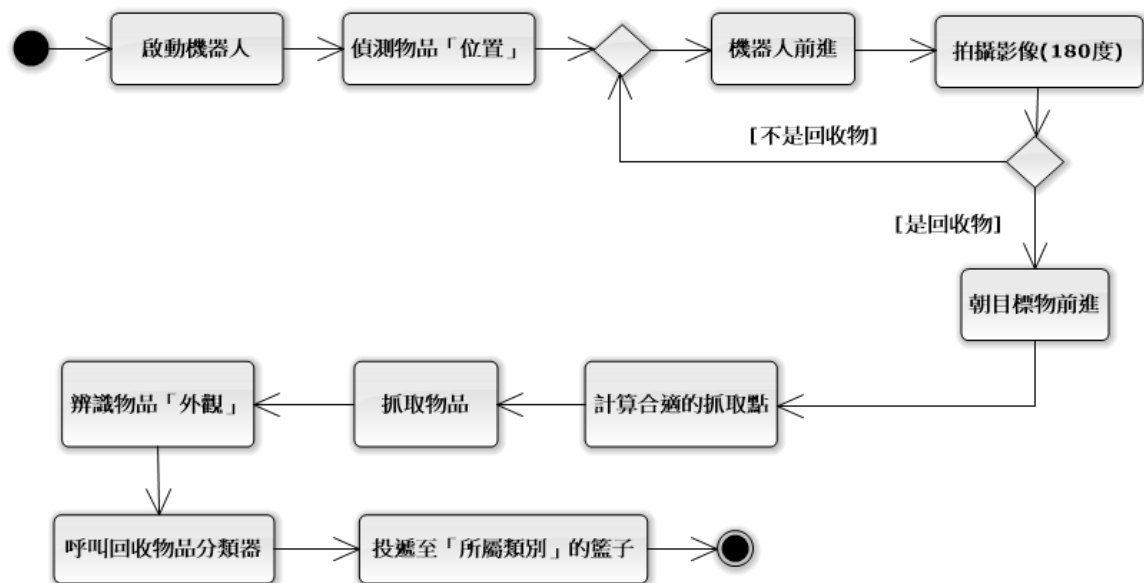 啟動機器人
偵測物品「位置」
機器人前進
拍攝影像(180度)
[不是回收物]
[是回收物]
朝目標物前進
計算合適的抓取點
抓取物品
辨識物品「外觀」
呼叫回收物品分類器
投遞至「所屬類別」的籃子